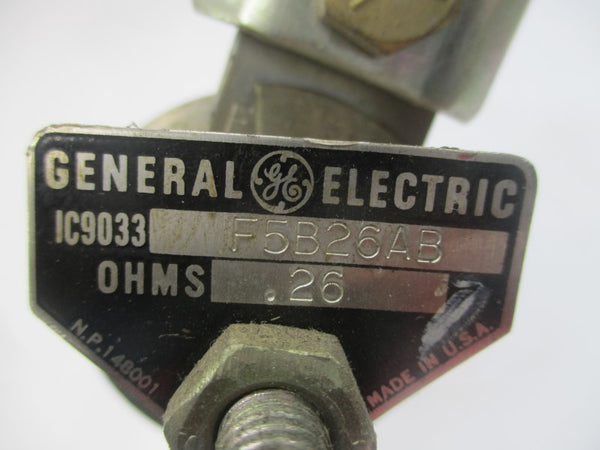 GENERAL GE ELECTRIC
IC9033 F5B26AB
OHMS .26
N.P.148001
MADE IN U.S.A.